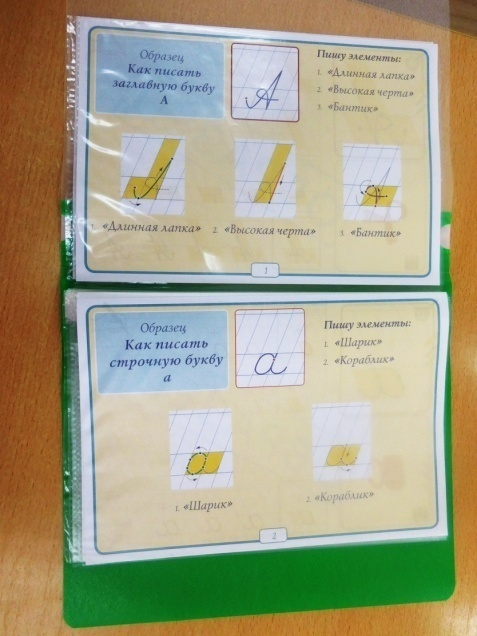 Образец
Как писать
заглавную букву
А
А
Пишу элементы:
1. «Длинная лапка»
2. «Высокая черта»
3. «Бантик»
1. «Длинная лапка»
2. «Высокая черта»
3. «Бантик»
1
Образец
Как писать
строчную букву
а
а
Пишу элементы:
1. «Шарик»
2. «Кораблик»
1. «Шарик»
2. «Кораблик»
2